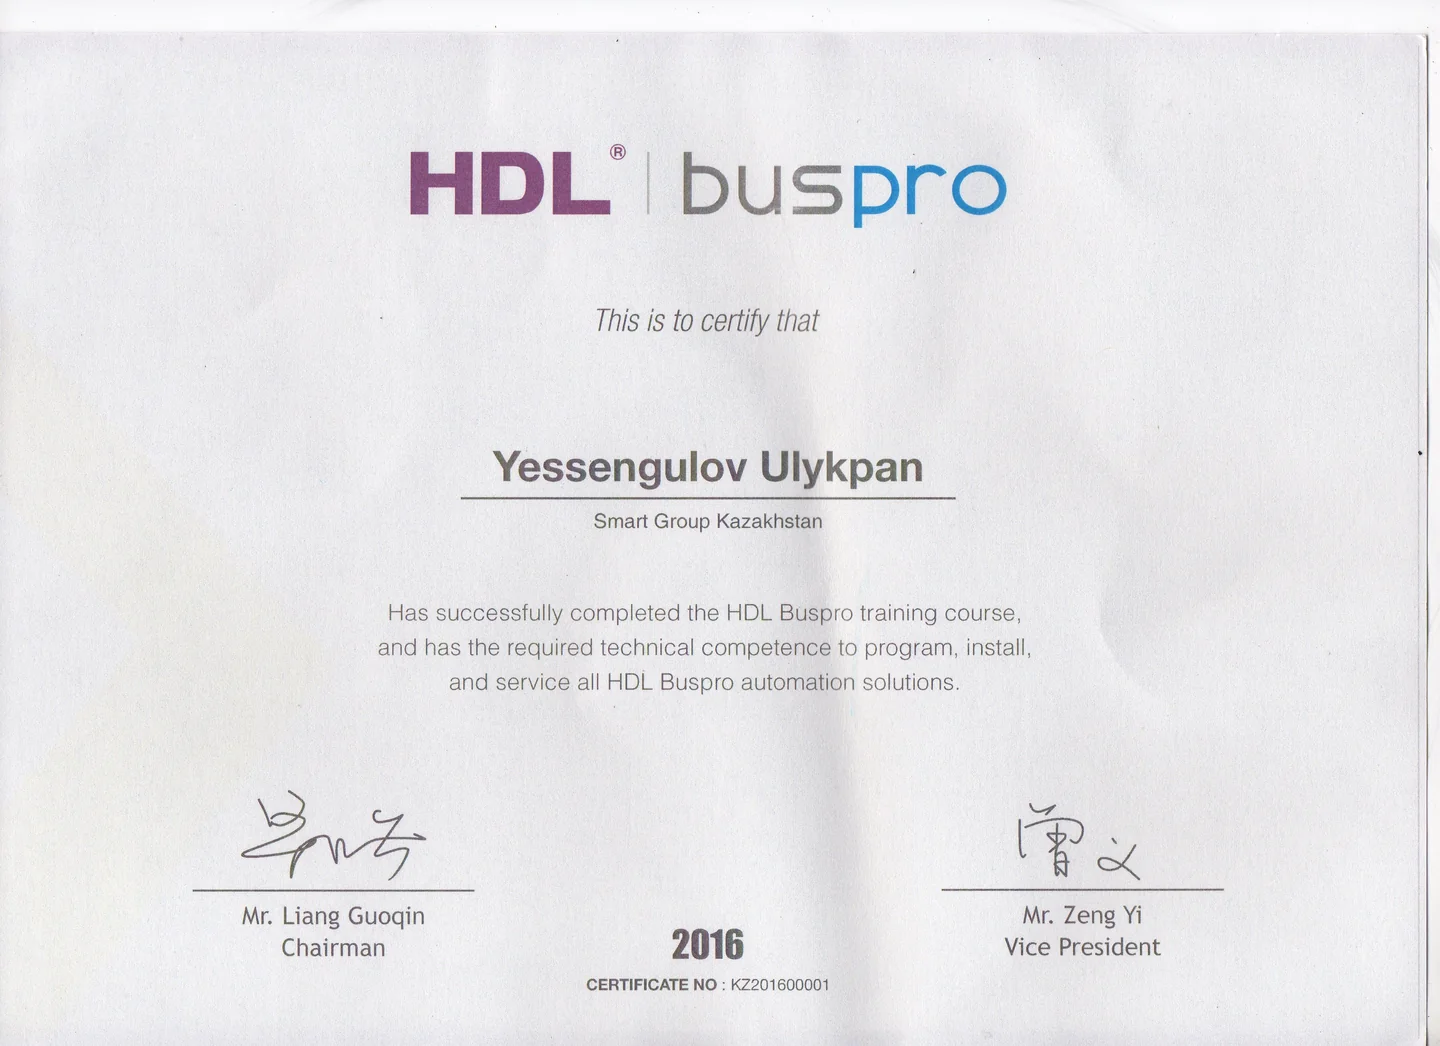 HDL® | buspro
This is to certify that
Yessengulov Ulykpan
Smart Group Kazakhstan
Has successfully completed the HDL Buspro training course,
and has the required technical competence to program, install,
and service all HDL Buspro automation solutions.
Mr. Liang Guoqin
Chairman
2016
CERTIFICATE NO : KZ201600001
曾义
Mr. Zeng Yi
Vice President